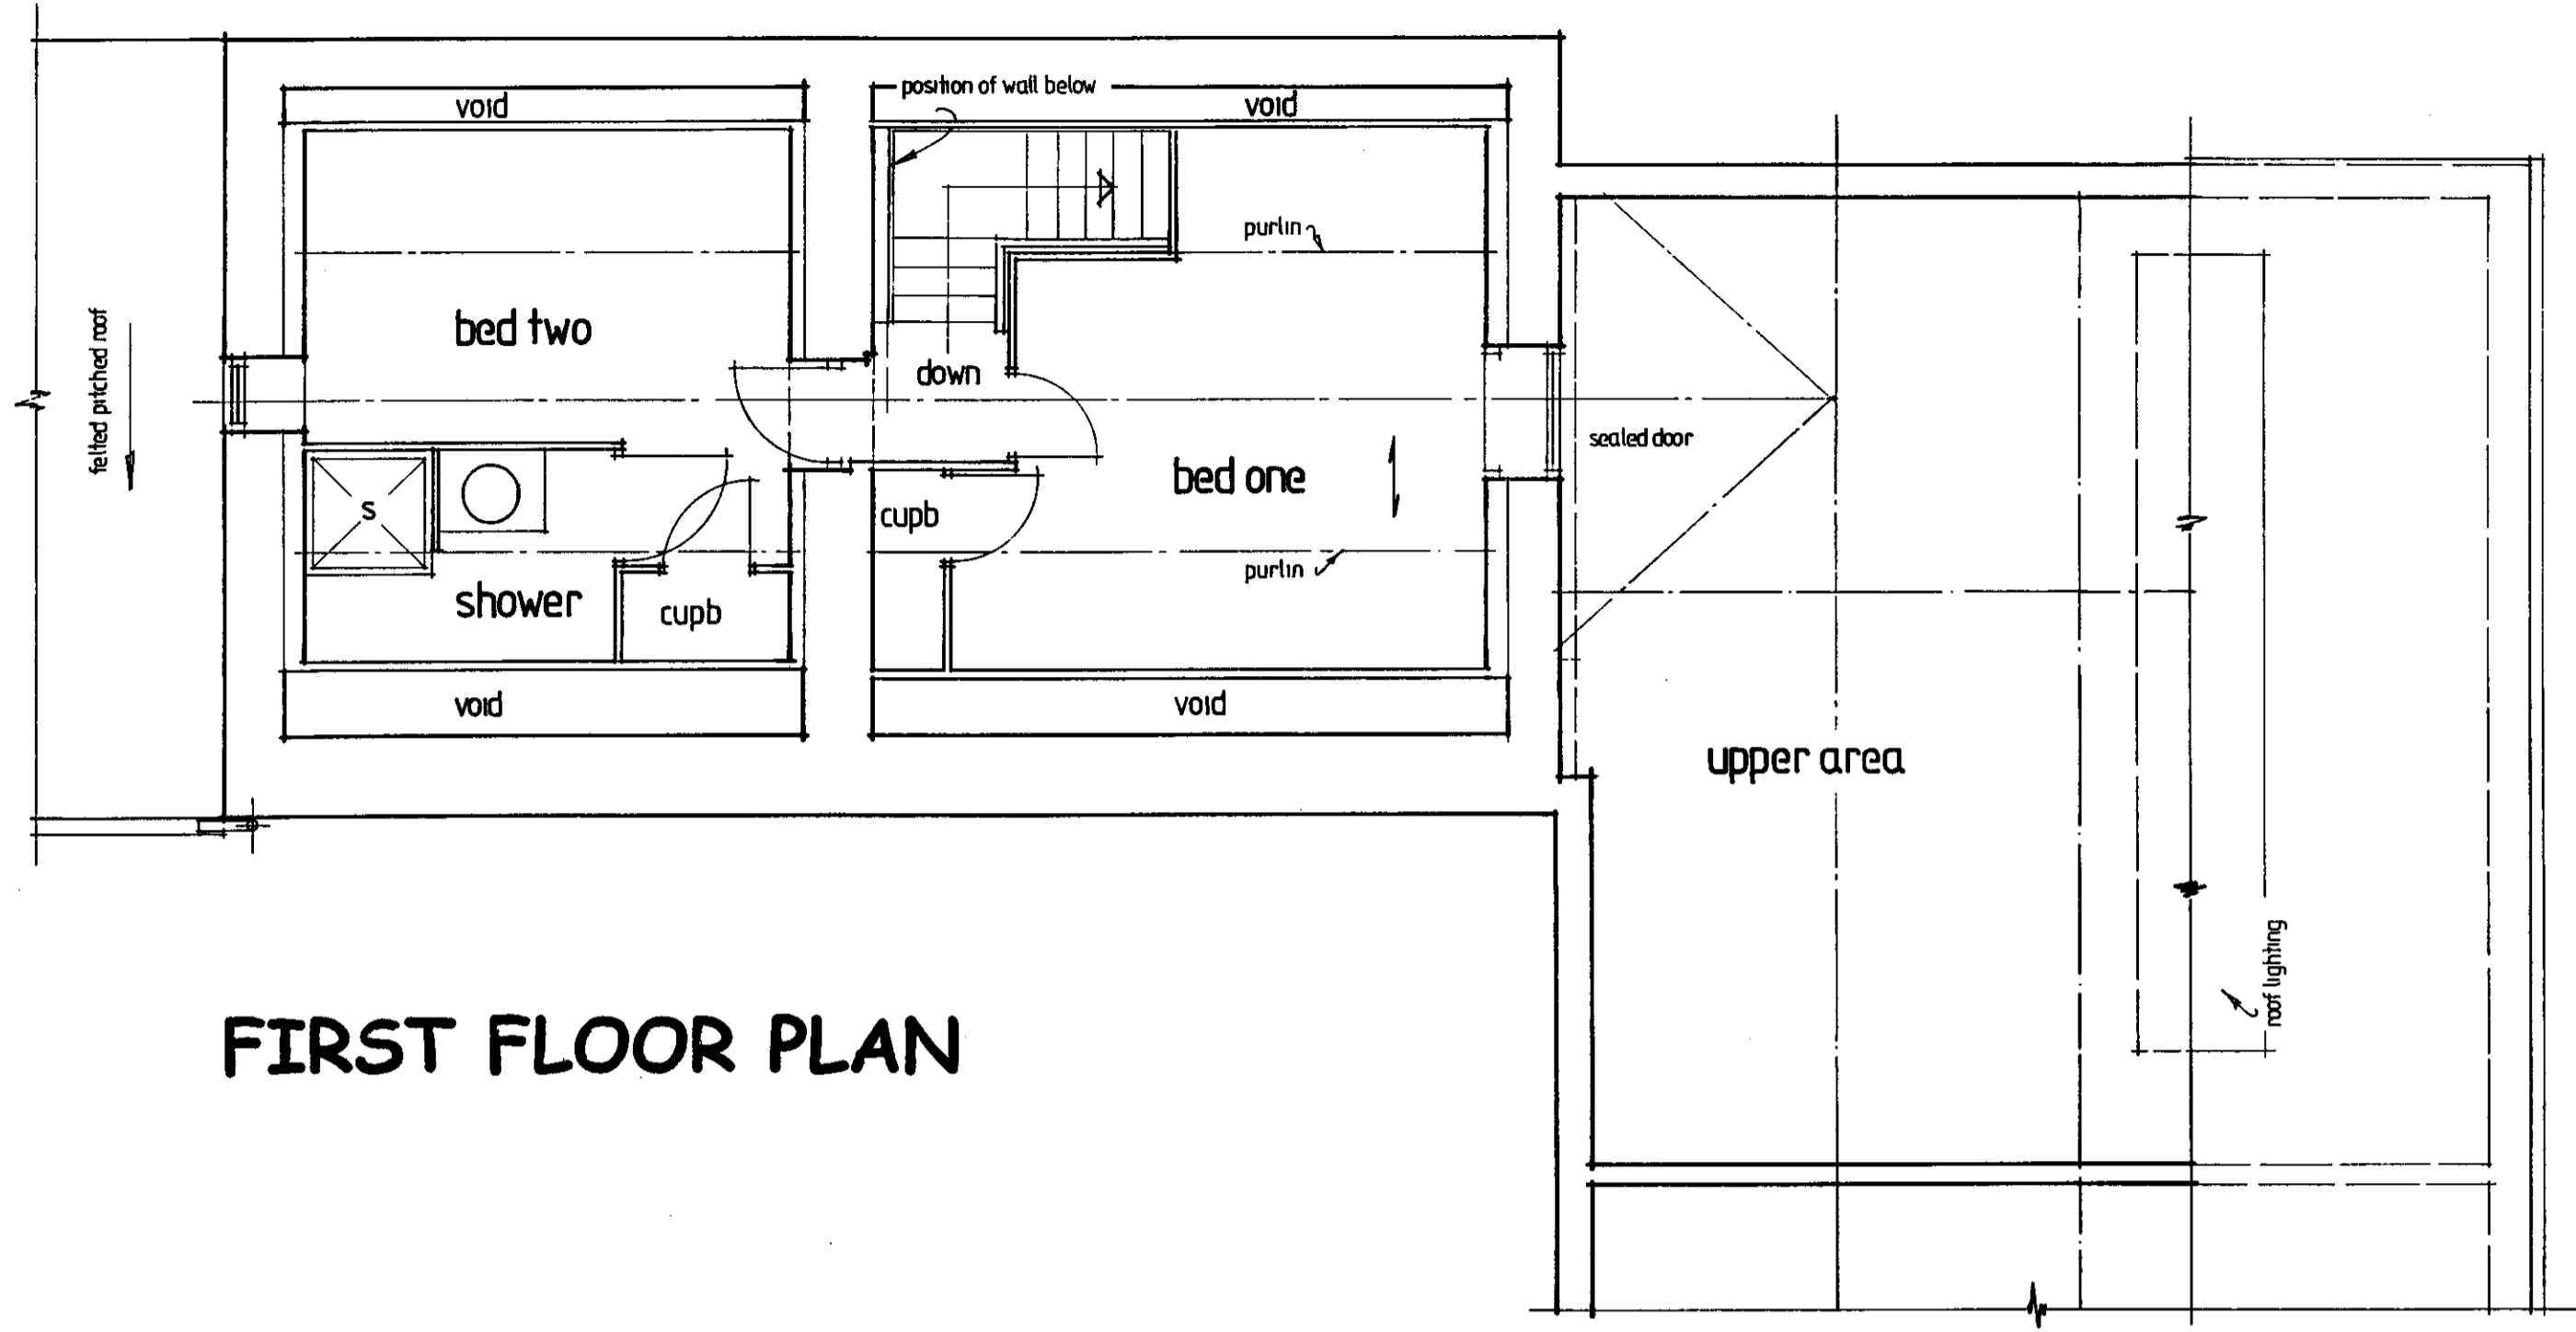 position of wall below
void
void
purlin
felted pitched roof
bed two
down
sealed door
bed one
s
cupb
purlin
shower
cupb
void
void
upper area
roof lighting
FIRST FLOOR PLAN